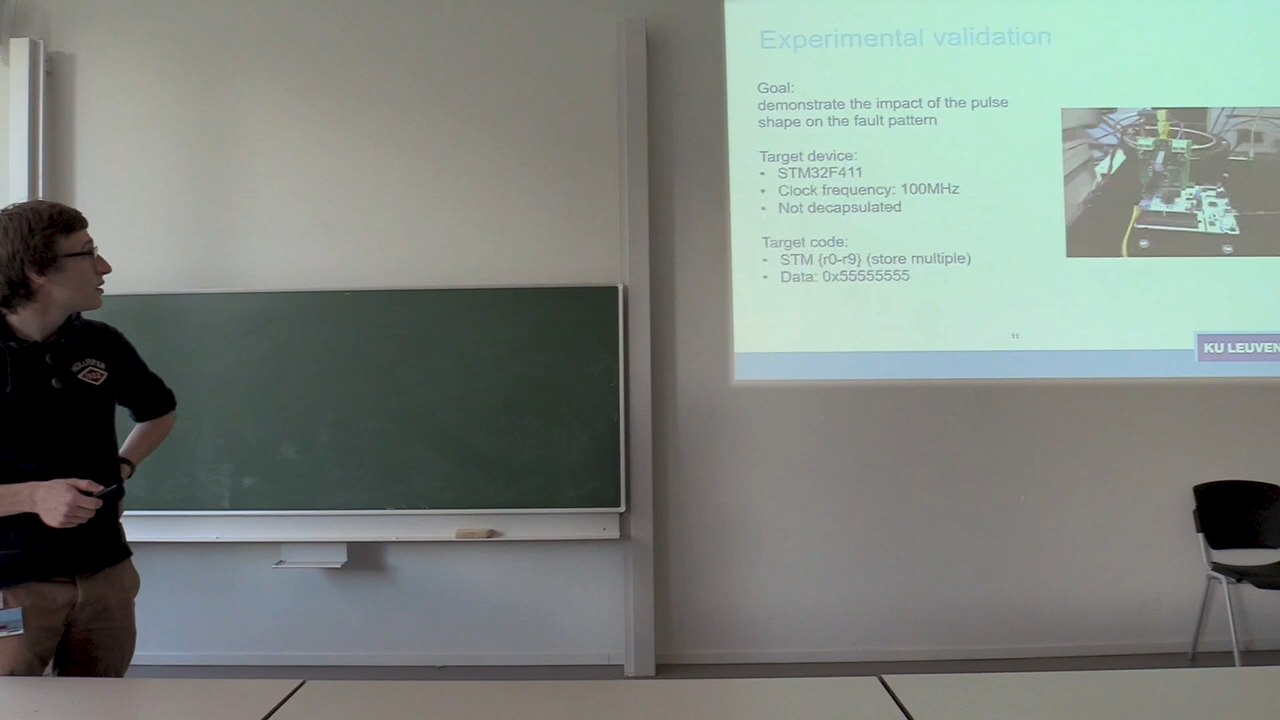 Experimental validation
Goal:
demonstrate the impact of the pulse
shape on the fault pattern
Target device:
• STM32F411
• Clock frequency: 100MHz
• Not decapsulated
Target code:
• STM {r0-r9} (store multiple)
• Data: 0x55555555
KU LEUVEN